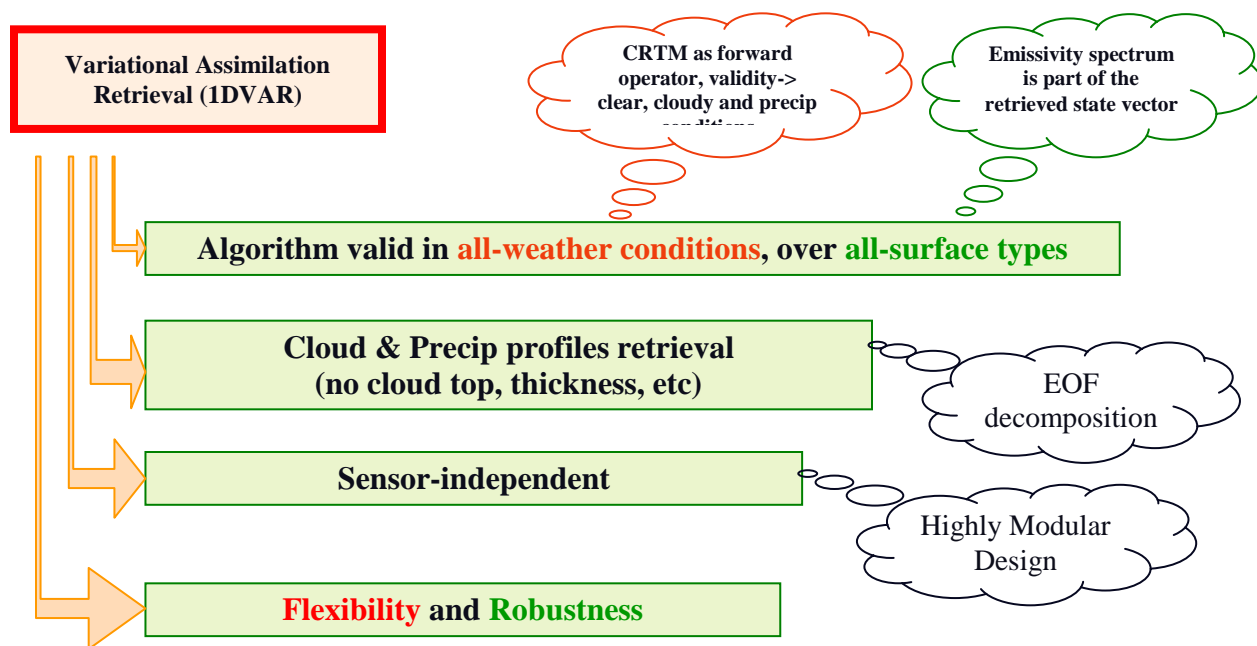 Variational Assimilation
Retrieval (1DVAR)
CRTM as forward
operator, validity->
clear, cloudy and precip
conditions
Emissivity spectrum
is part of the
retrieved state vector
Algorithm valid in all-weather conditions, over all-surface types
Cloud & Precip profiles retrieval
(no cloud top, thickness, etc)
EOF
decomposition
Sensor-independent
Highly Modular
Design
Flexibility and Robustness